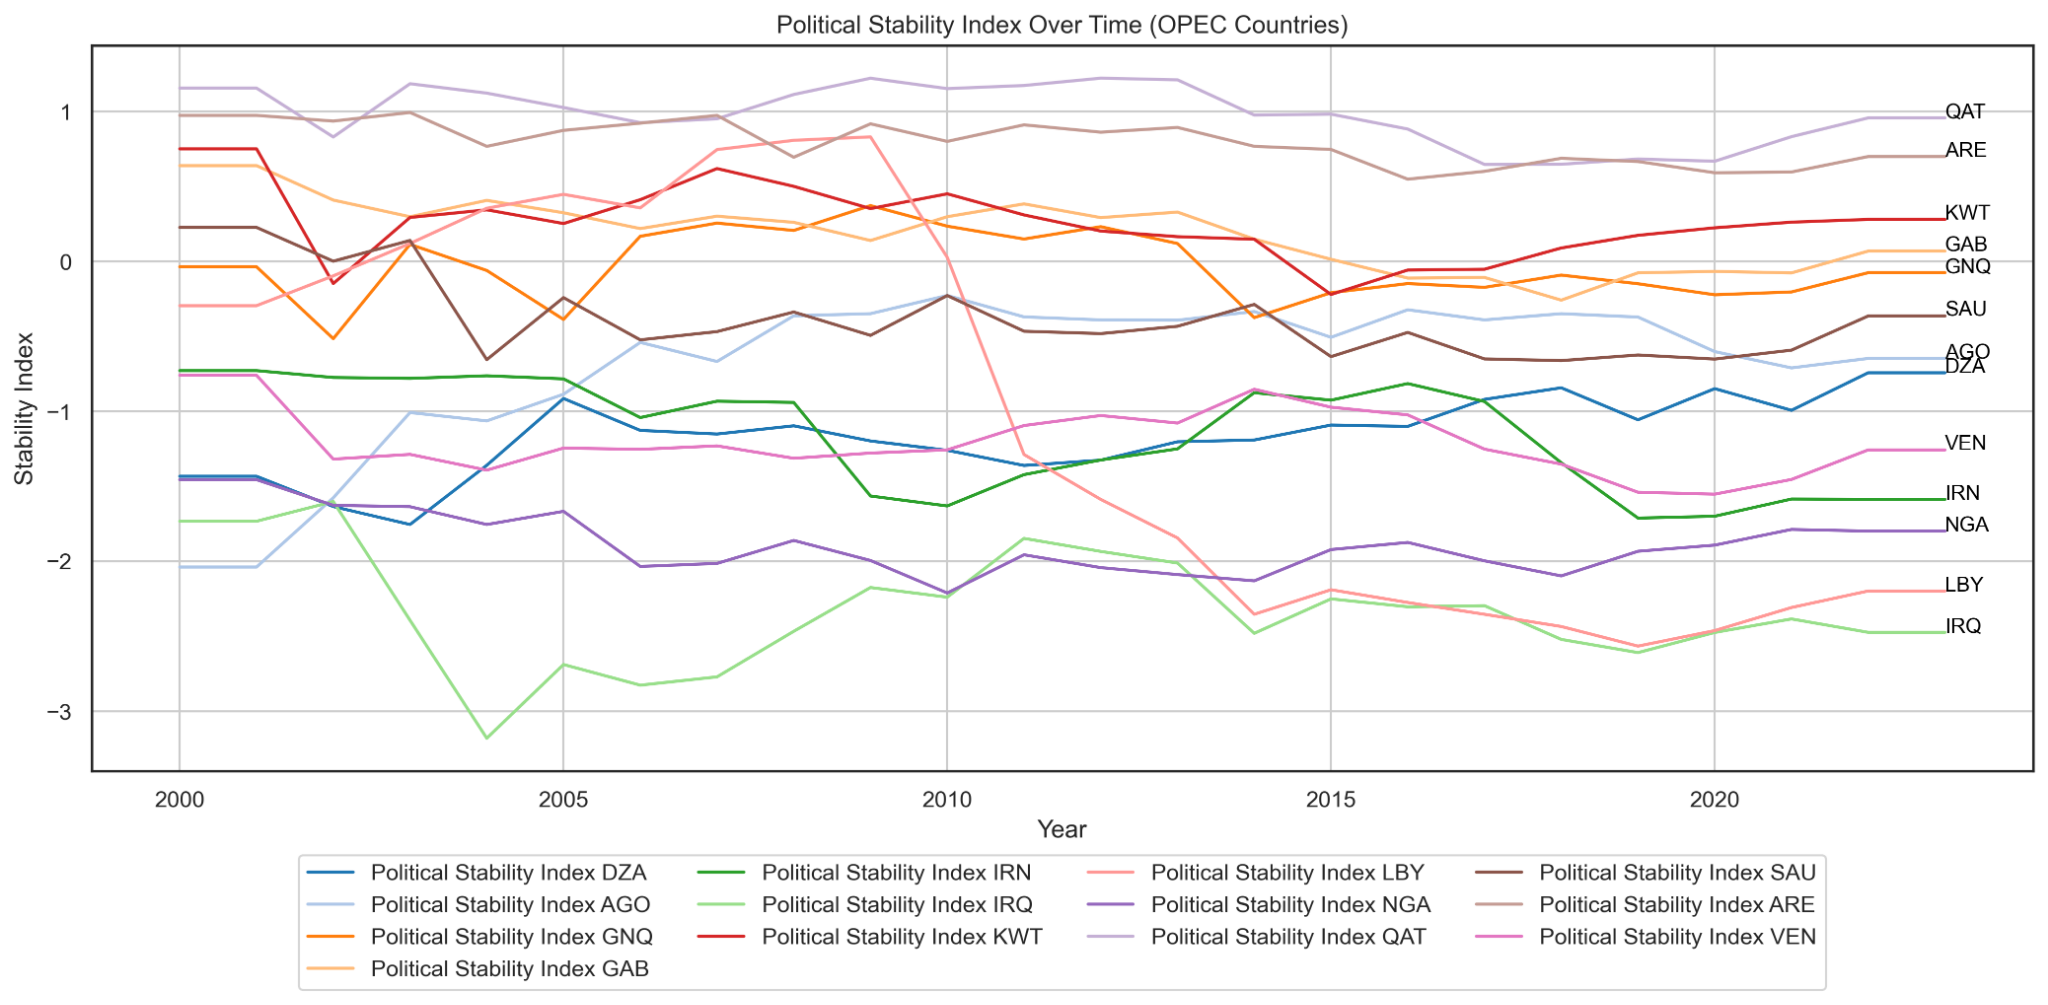 Political Stability Index Over Time (OPEC Countries)
Stability Index
1
0
−1
−2
−3
QAT
ARE
KWT
GAB
GNQ
SAU
AGO
DZA
VEN
IRN
NGA
LBY
IRQ
2000 2005 2010 2015 2020
Year
Political Stability Index DZA Political Stability Index IRN Political Stability Index LBY Political Stability Index SAU
Political Stability Index AGO Political Stability Index IRQ Political Stability Index NGA Political Stability Index ARE
Political Stability Index GNQ Political Stability Index KWT Political Stability Index QAT Political Stability Index VEN
Political Stability Index GAB